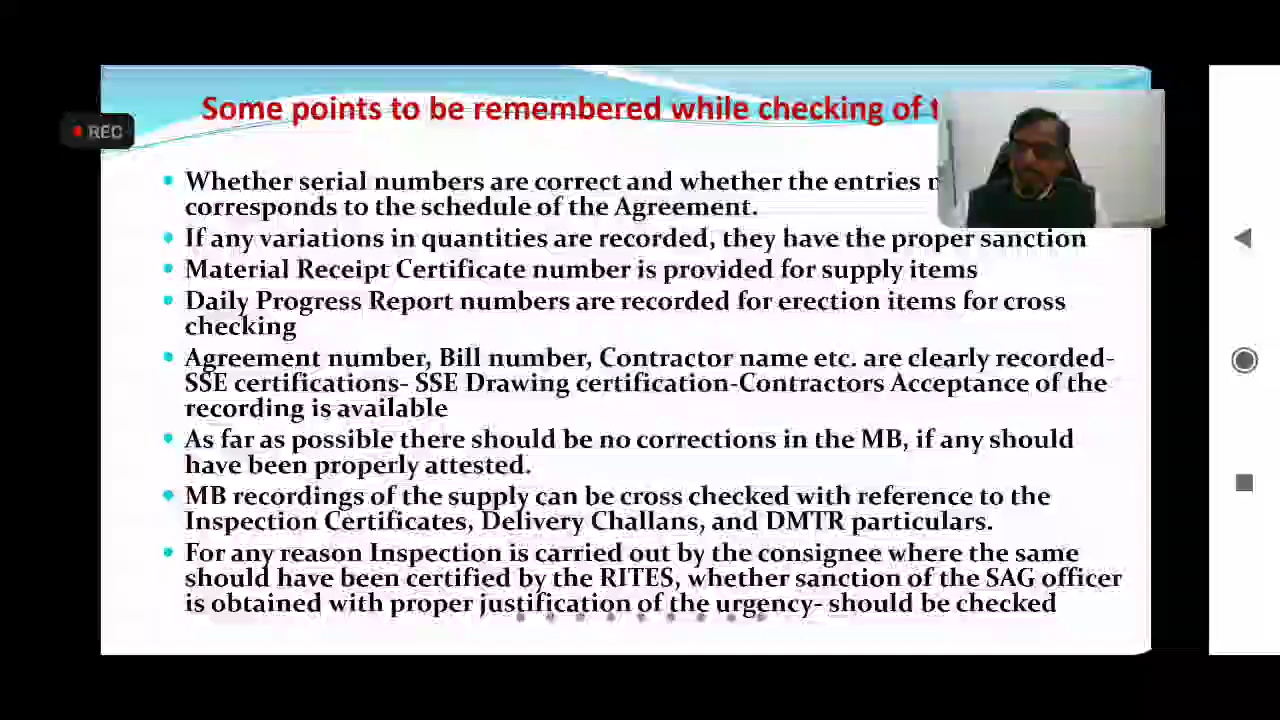 Some points to be remembered while checking of
REC
Whether serial numbers are correct and whether the entries
corresponds to the schedule of the Agreement.
If any variations in quantities are recorded, they have the proper sanction
Material Receipt Certificate number is provided for supply items
Daily Progress Report numbers are recorded for erection items for cross
checking
Agreement number, Bill number, Contractor name etc. are clearly recorded-
SSE certifications- SSE Drawing certification-Contractors Acceptance of the
recording is available
As far as possible there should be no corrections in the MB, if any should
have been properly attested.
MB recordings of the supply can be cross checked with reference to the
Inspection Certificates, Delivery Challans, and DMTR particulars.
For any reason Inspection is carried out by the consignee where the same
should have been certified by the RITES, whether sanction of the SAG officer
is obtained with proper justification of the urgency- should be checked